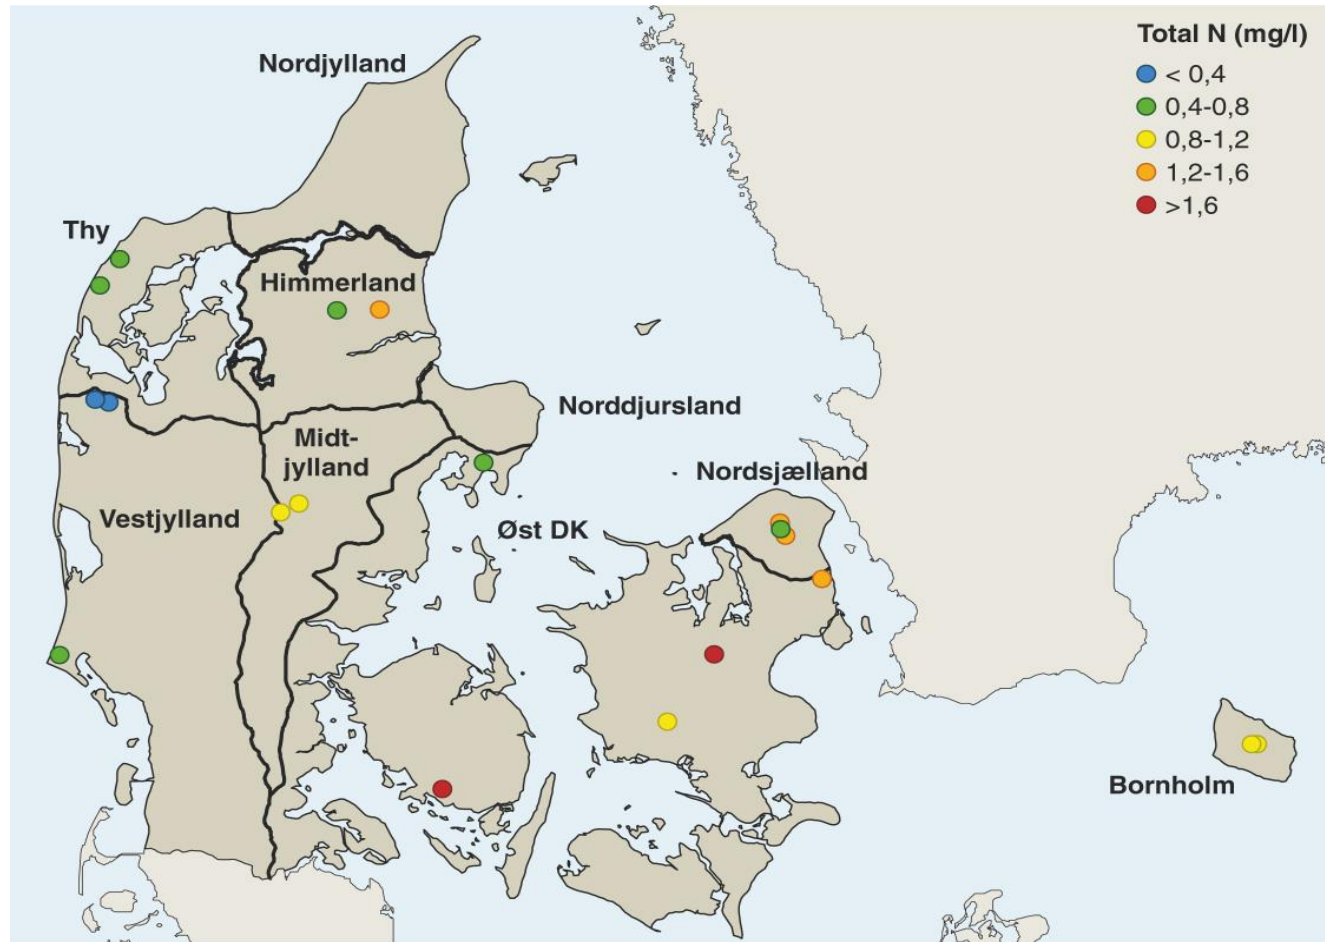 Total N (mg/l)
< 0,4
0,4-0,8
0,8-1,2
1,2-1,6
>1,6
Nordjylland
Thy
Himmerland
Norddjursland
Midt-
jylland
Nordsjælland
Vestjylland
Øst DK
Bornholm